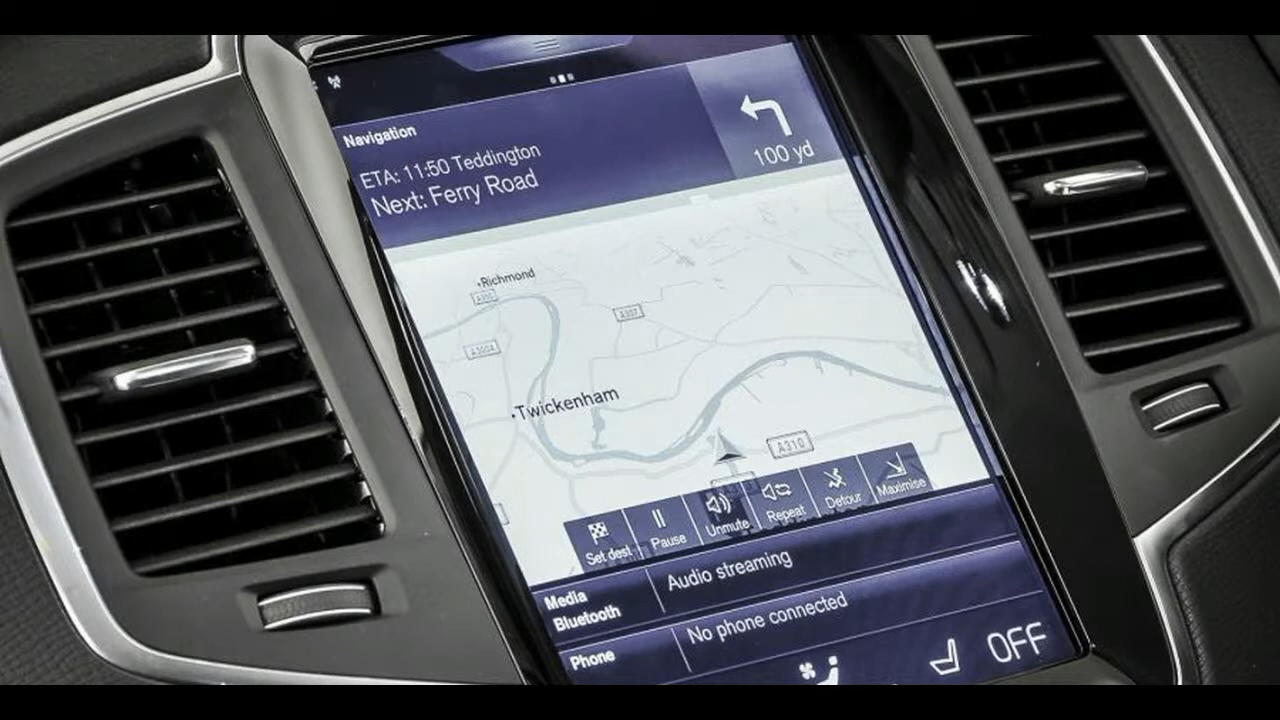 Navigation
100 yd
ETA: 11:50 Teddington
Next: Ferry Road
Richmond
A307
Twickenham
A310
Set dest
Pause
Unmute
Repeat
Detour
Maximise
Media
Bluetooth
Audio streaming
Phone
No phone connected
OFF